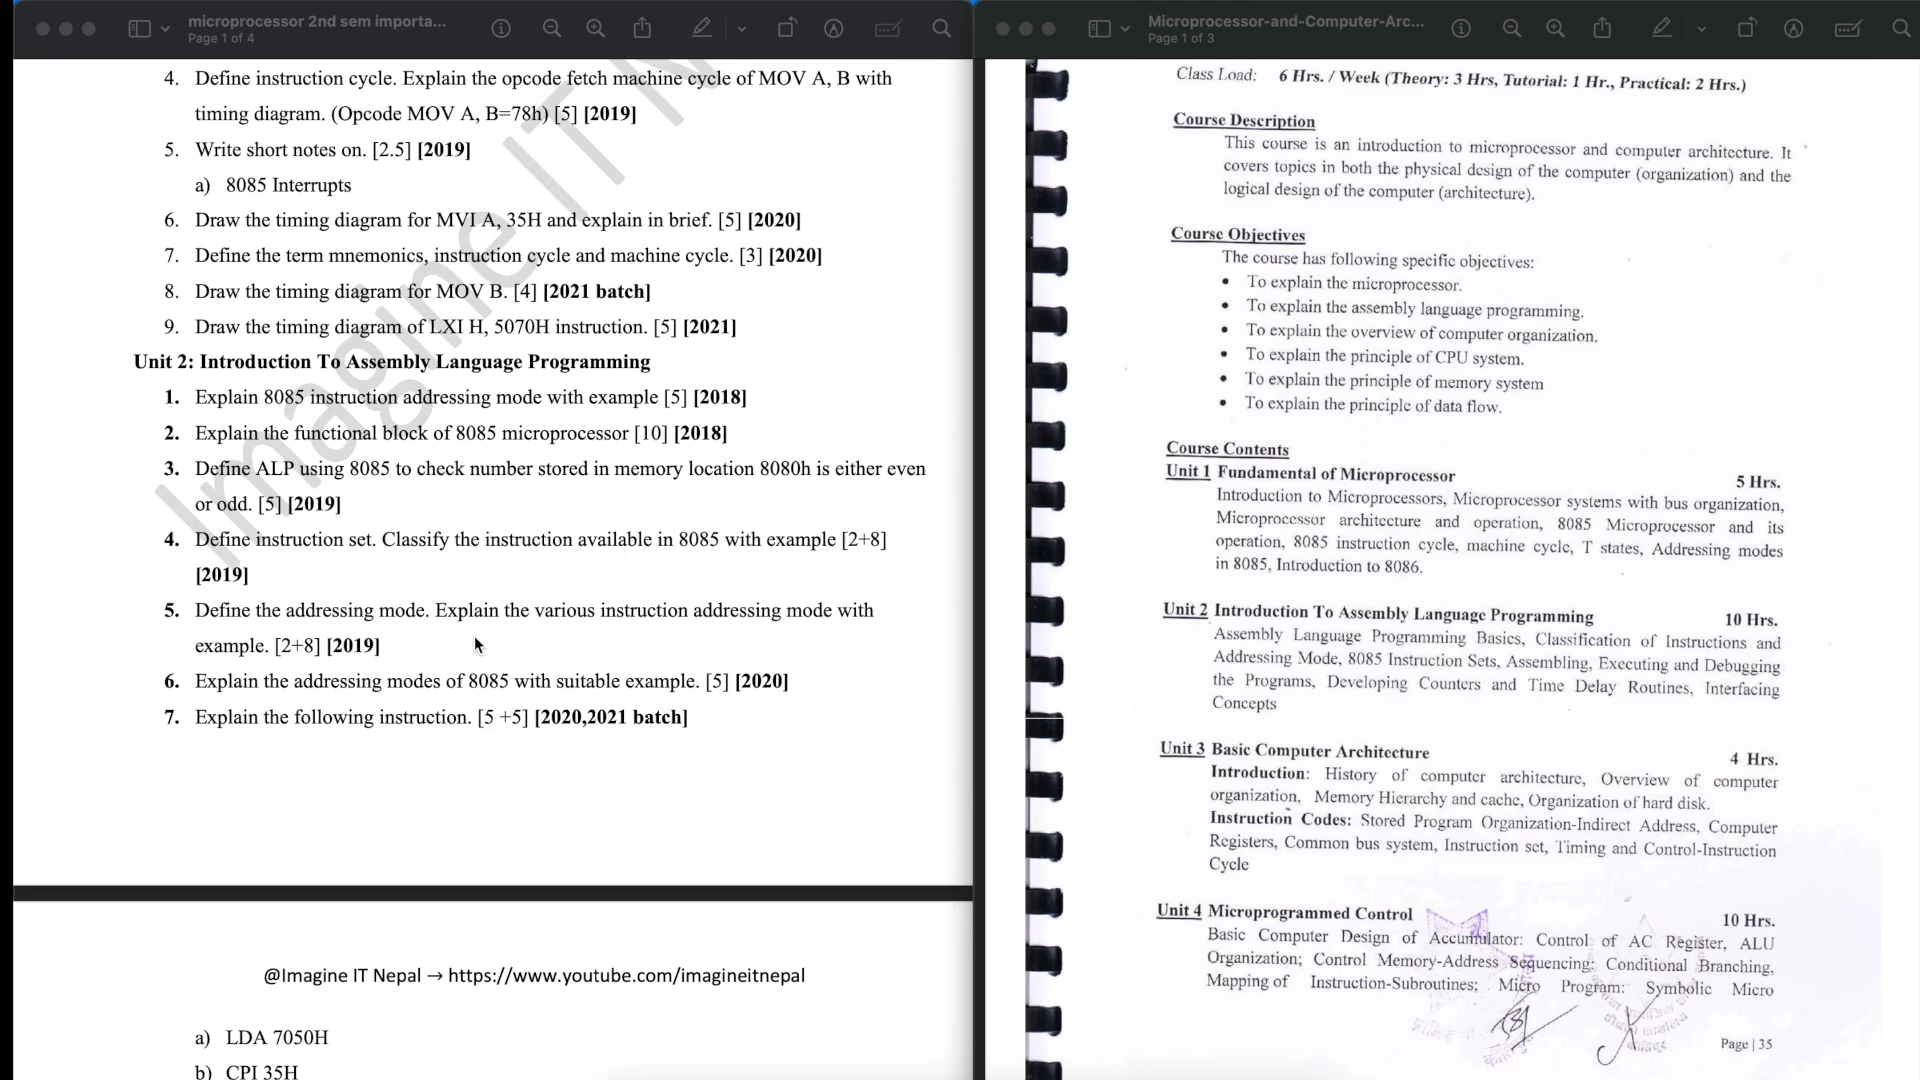 microprocessor 2nd sem importa...
Page 1 of 4
4. Define instruction cycle. Explain the opcode fetch machine cycle of MOV A, B with
timing diagram. (Opcode MOV A, B=78h) [5] [2019]
5. Write short notes on. [2.5] [2019]
a) 8085 Interrupts
6. Draw the timing diagram for MVI A, 35H and explain in brief. [5] [2020]
7. Define the term mnemonics, instruction cycle and machine cycle. [3] [2020]
8. Draw the timing diagram for MOV B. [4] [2021 batch]
9. Draw the timing diagram of LXI H, 5070H instruction. [5] [2021]
Unit 2: Introduction To Assembly Language Programming
1. Explain 8085 instruction addressing mode with example [5] [2018]
2. Explain the functional block of 8085 microprocessor [10] [2018]
3. Define ALP using 8085 to check number stored in memory location 8080h is either even
or odd. [5] [2019]
4. Define instruction set. Classify the instruction available in 8085 with example [2+8]
[2019]
5. Define the addressing mode. Explain the various instruction addressing mode with
example. [2+8] [2019]
6. Explain the addressing modes of 8085 with suitable example. [5] [2020]
7. Explain the following instruction. [5 +5] [2020,2021 batch]
Imagine IT N
@Imagine IT Nepal → https://www.youtube.com/imagineitnepal
a) LDA 7050H
b) CPI 35H
Microprocessor-and-Computer-Arc...
Page 1 of 3
Class Load: 6 Hrs. / Week (Theory: 3 Hrs, Tutorial: 1 Hr., Practical: 2 Hrs.)
Course Description
This course is an introduction to microprocessor and computer architecture. It
covers topics in both the physical design of the computer (organization) and the
logical design of the computer (architecture).
Course Objectives
The course has following specific objectives:
• To explain the microprocessor.
• To explain the assembly language programming.
• To explain the overview of computer organization.
• To explain the principle of CPU system.
• To explain the principle of memory system
• To explain the principle of data flow.
Course Contents
Unit 1 Fundamental of Microprocessor 5 Hrs.
Introduction to Microprocessors, Microprocessor systems with bus organization,
Microprocessor architecture and operation, 8085 Microprocessor and its
operation, 8085 instruction cycle, machine cycle, T states, Addressing modes
in 8085, Introduction to 8086.
Unit 2 Introduction To Assembly Language Programming 10 Hrs.
Assembly Language Programming Basics, Classification of Instructions and
Addressing Mode, 8085 Instruction Sets, Assembling, Executing and Debugging
the Programs, Developing Counters and Time Delay Routines, Interfacing
Concepts
Unit 3 Basic Computer Architecture 4 Hrs.
Introduction: History of computer architecture, Overview of computer
organization, Memory Hierarchy and cache, Organization of hard disk.
Instruction Codes: Stored Program Organization-Indirect Address, Computer
Registers, Common bus system, Instruction set, Timing and Control-Instruction
Cycle
Unit 4 Microprogrammed Control 10 Hrs.
Basic Computer Design of Accumulator: Control of AC Register, ALU
Organization; Control Memory-Address Sequencing: Conditional Branching,
Mapping of Instruction-Subroutines; Micro Program: Symbolic Micro
Page | 35